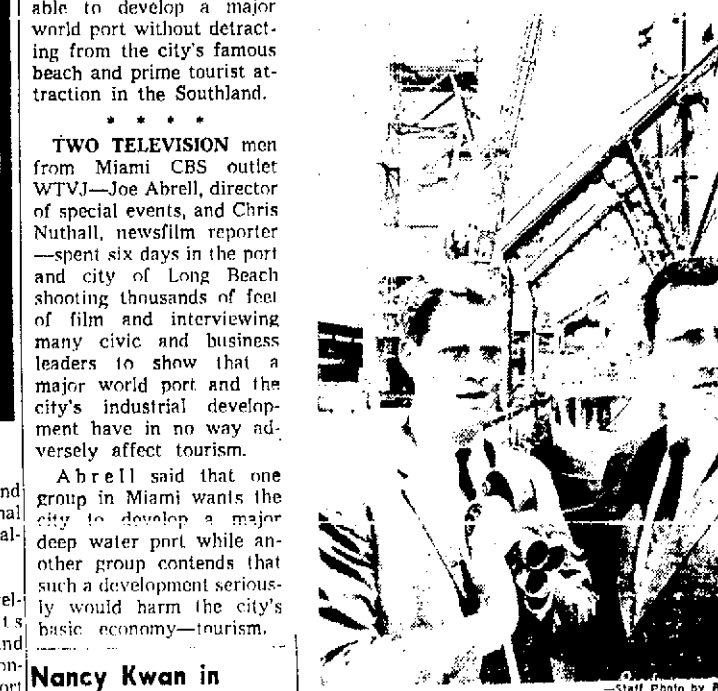 able to develop a major
world port without detract-
ing from the city's famous
beach and prime tourist at-
traction in the Southland.
* * * *
TWO TELEVISION men
from Miami CBS outlet
WTVJ—Joe Abrell, director
of special events, and Chris
Nuthall, newsfilm reporter
—spent six days in the port
and city of Long Beach
shooting thousands of feet
of film and interviewing
many civic and business
leaders to show that a
major world port and the
city's industrial develop-
ment have in no way ad-
versely affect tourism.
Abrell said that one
group in Miami wants the
city to develop a major
deep water port while an-
other group contends that
such a development serious-
ly would harm the city's
basic economy—tourism.
Nancy Kwan in
—Staff Photo by